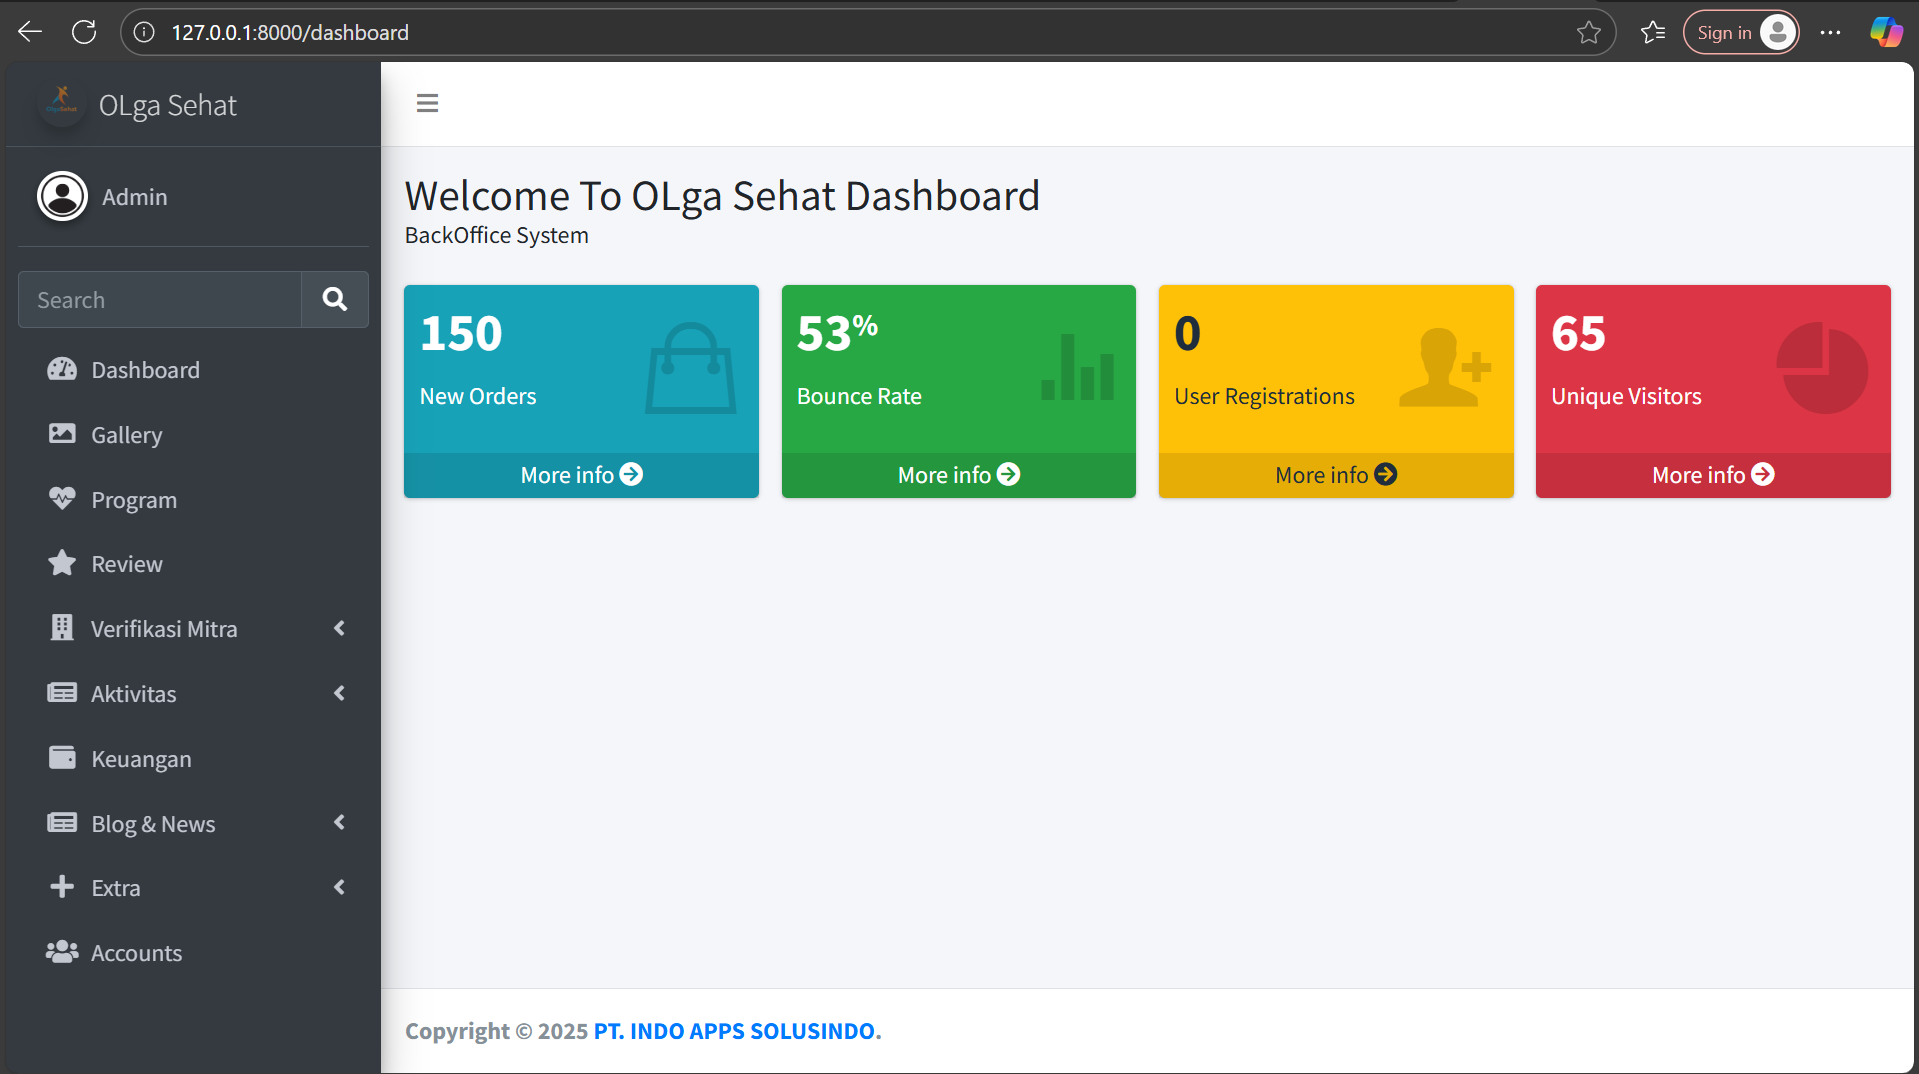 127.0.0.1:8000/dashboard
Sign in
OLga Sehat
Admin
Search
Dashboard
Gallery
Program
Review
Verifikasi Mitra
Aktivitas
Keuangan
Blog & News
Extra
Accounts
Welcome To OLga Sehat Dashboard
BackOffice System
150
New Orders
More info
53%
Bounce Rate
More info
0
User Registrations
More info
65
Unique Visitors
More info
Copyright © 2025 PT. INDO APPS SOLUSINDO.